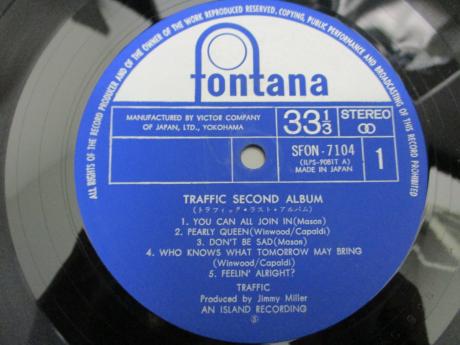 ALL RIGHTS OF THE RECORD PRODUCER AND OF THE OWNER OF THE WORK REPRODUCED RESERVED, COPYING, PUBLIC PERFORMANCE AND BROADCASTING OF THIS RECORD PROHIBITED
fontana
MANUFACTURED BY VICTOR COMPANY
OF JAPAN, LTD., YOKOHAMA
33 1/3
STEREO
SFON-7104
(ILPS-9081T A)
MADE IN JAPAN
1
TRAFFIC SECOND ALBUM
(トラフィック・ラスト・アルバム)
1. YOU CAN ALL JOIN IN(Mason)
2. PEARLY QUEEN(Winwood/Capaldi)
3. DON'T BE SAD(Mason)
4. WHO KNOWS WHAT TOMORROW MAY BRING
(Winwood/Capaldi)
5. FEELIN' ALRIGHT?
TRAFFIC
Produced by Jimmy Miller
AN ISLAND RECORDING